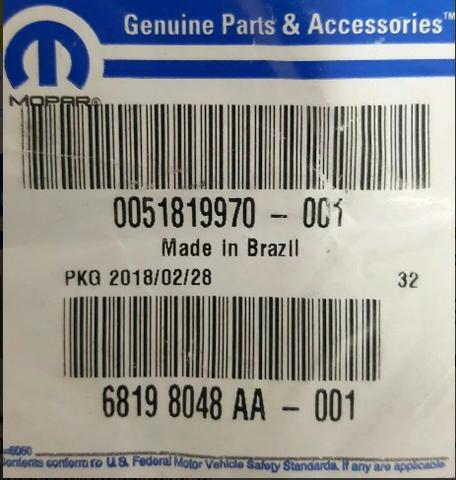 Genuine Parts & Accessories™
MOPAR®
0051819970 - 001
Made in Brazil
PKG 2018/02/28 32
6819 8048 AA - 001
6060
contents conform to U.S. Federal Motor Vehicle Safety Standards. If any are applicable.